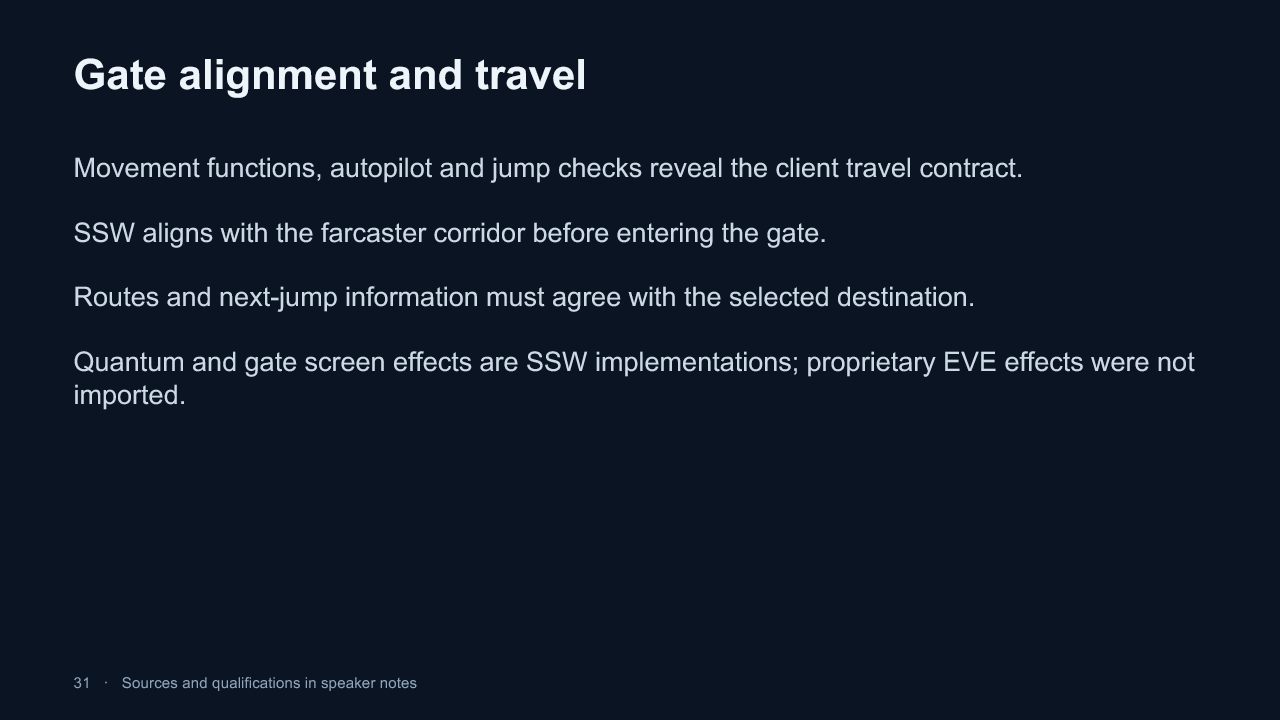 Gate alignment and travel
Movement functions, autopilot and jump checks reveal the client travel contract.
SSW aligns with the farcaster corridor before entering the gate.
Routes and next-jump information must agree with the selected destination.
Quantum and gate screen effects are SSW implementations; proprietary EVE effects were not
imported.
31 · Sources and qualifications in speaker notes